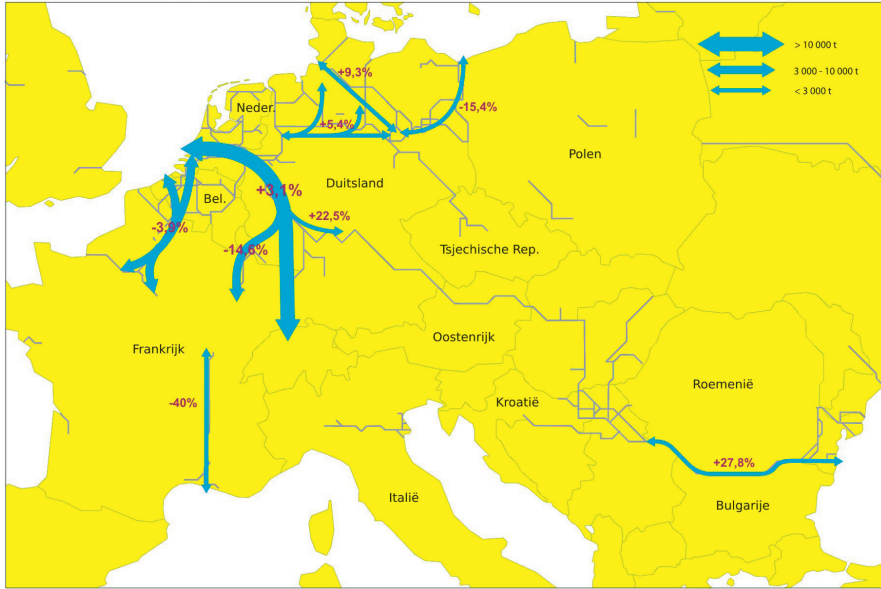 > 10 000 t
3 000 - 10 000 t
< 3 000 t
+9,3%
Neder.
-15,4%
+5,4%
Polen
Duitsland
+3,1%
Bel.
+22,5%
-3,9%
-14,6%
Tsjechische Rep.
Oostenrijk
Frankrijk
Roemenië
-40%
Kroatië
+27,8%
Italië
Bulgarije